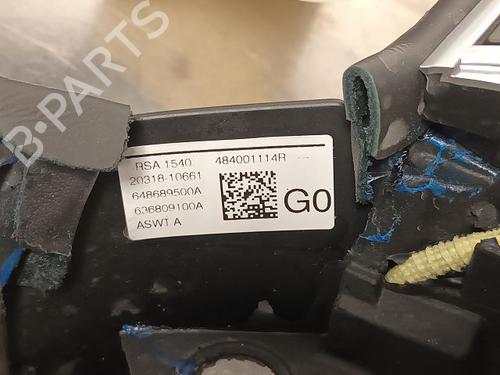 B-PARTS
RSA 1540 484001114R
20318-10661
648689500A
636809100A
ASWT A
G0